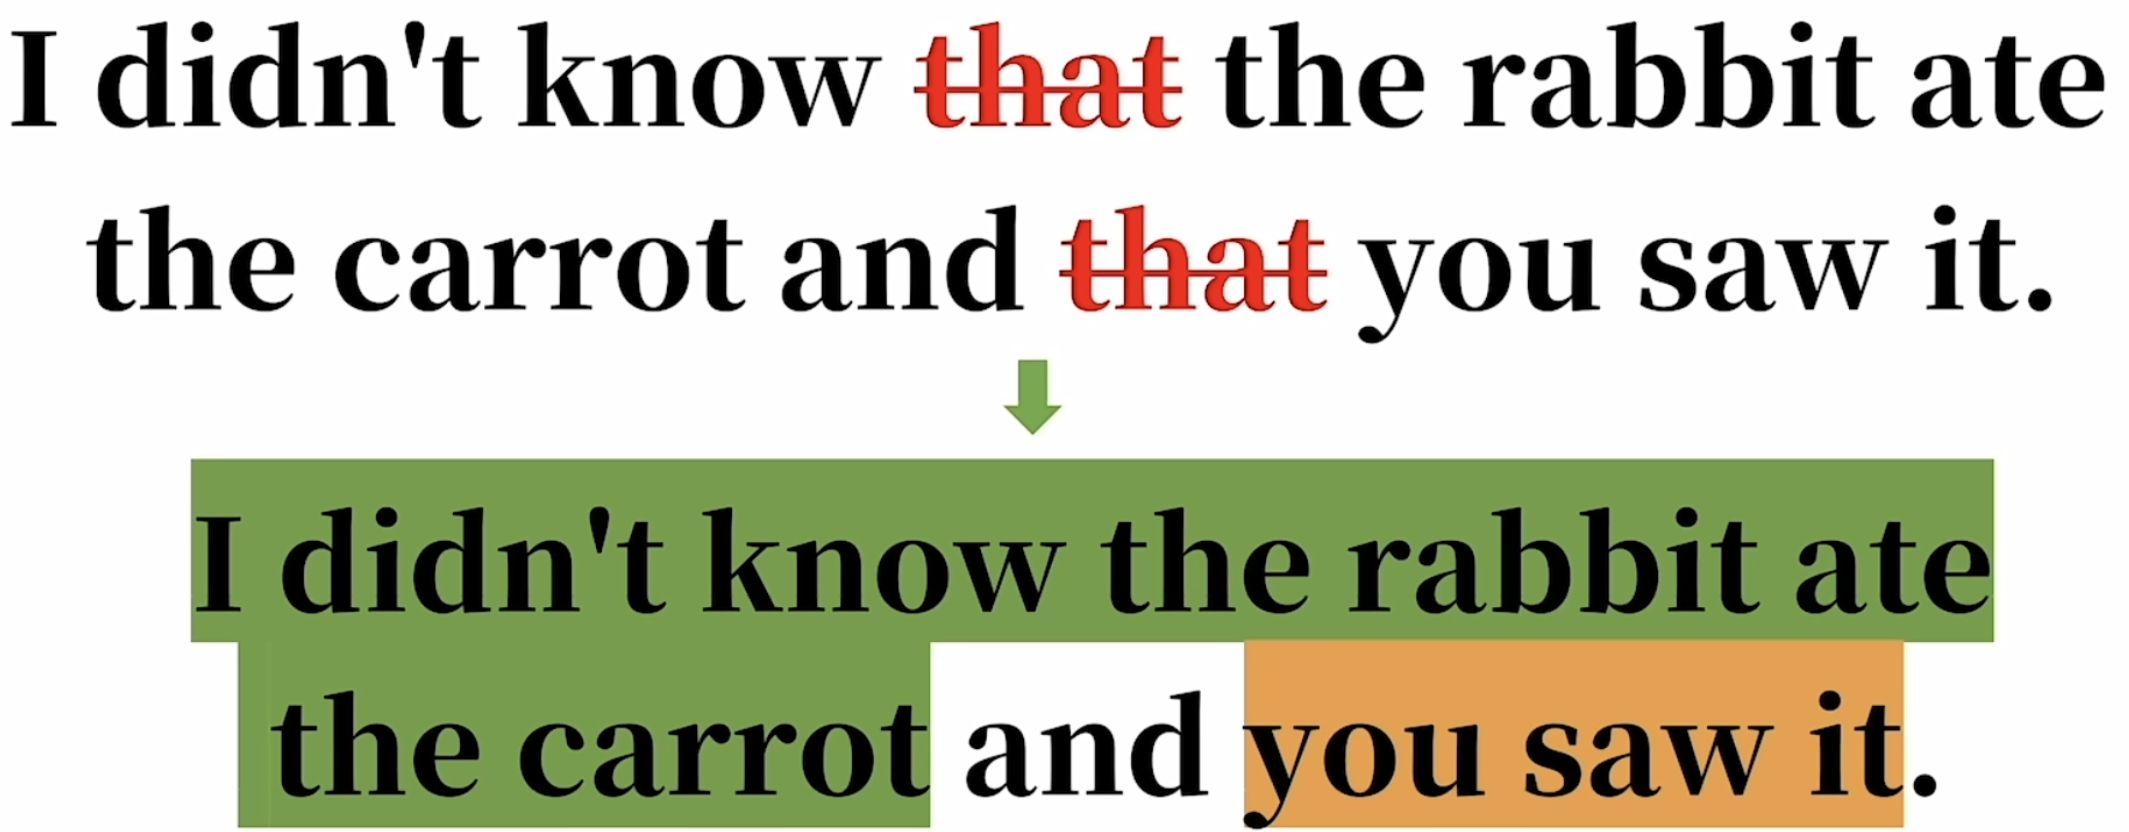 I didn't know that the rabbit ate
the carrot and that you saw it.
I didn't know the rabbit ate
the carrot and you saw it.